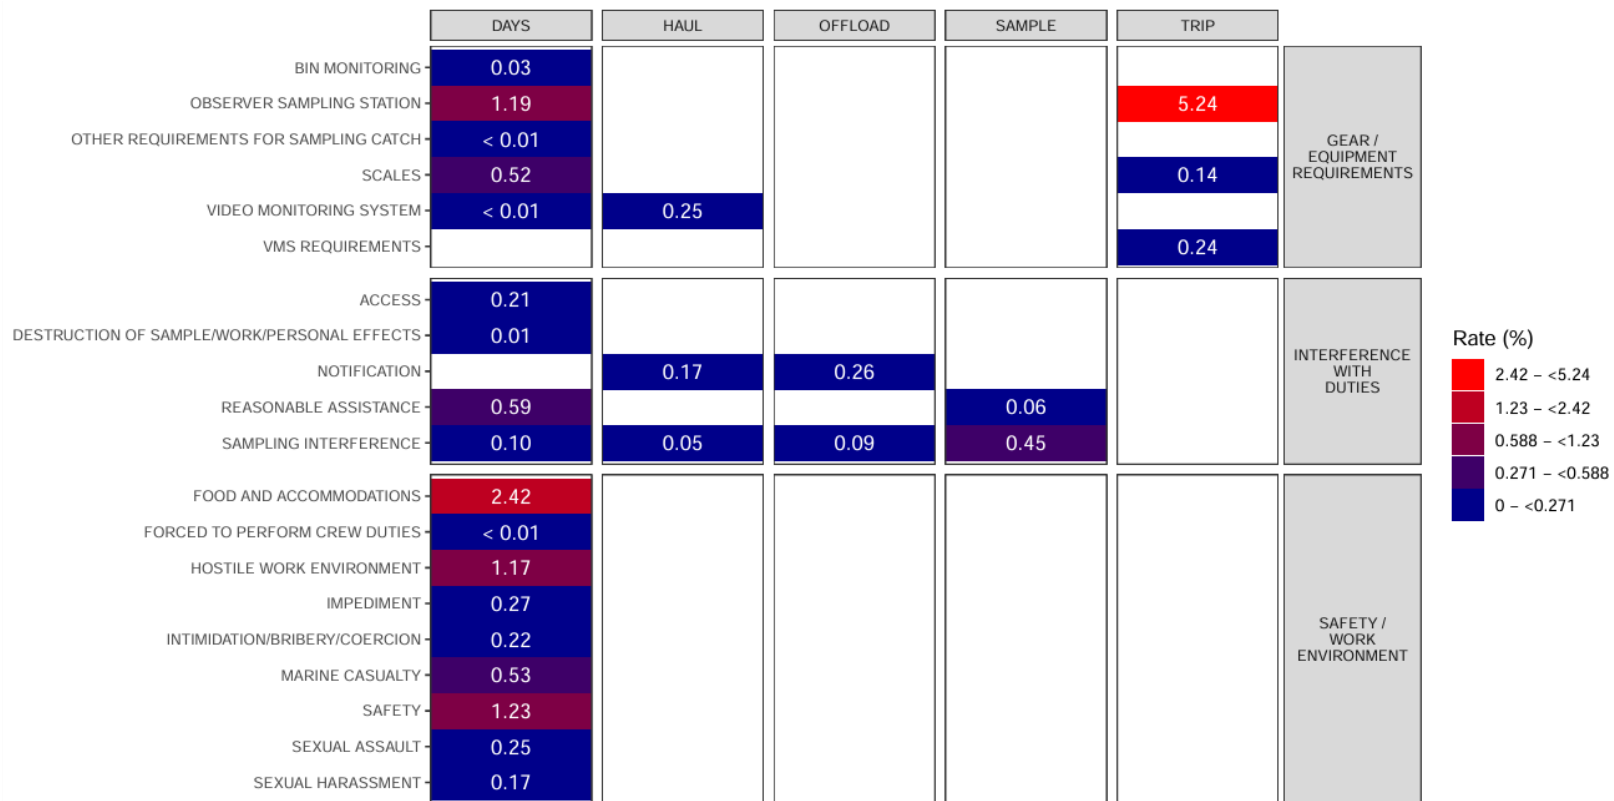 DAYS HAUL OFFLOAD SAMPLE TRIP
BIN MONITORING 0.03
OBSERVER SAMPLING STATION 1.19 5.24
OTHER REQUIREMENTS FOR SAMPLING CATCH < 0.01
SCALES 0.52 0.14
VIDEO MONITORING SYSTEM < 0.01 0.25
VMS REQUIREMENTS 0.24
GEAR /
EQUIPMENT
REQUIREMENTS
ACCESS 0.21
DESTRUCTION OF SAMPLE/WORK/PERSONAL EFFECTS 0.01
NOTIFICATION 0.17 0.26
REASONABLE ASSISTANCE 0.59 0.06
SAMPLING INTERFERENCE 0.10 0.05 0.09 0.45
INTERFERENCE
WITH
DUTIES
FOOD AND ACCOMMODATIONS 2.42
FORCED TO PERFORM CREW DUTIES < 0.01
HOSTILE WORK ENVIRONMENT 1.17
IMPEDIMENT 0.27
INTIMIDATION/BRIBERY/COERCION 0.22
MARINE CASUALTY 0.53
SAFETY 1.23
SEXUAL ASSAULT 0.25
SEXUAL HARASSMENT 0.17
SAFETY /
WORK
ENVIRONMENT
Rate (%)
2.42 – <5.24
1.23 – <2.42
0.588 – <1.23
0.271 – <0.588
0 – <0.271